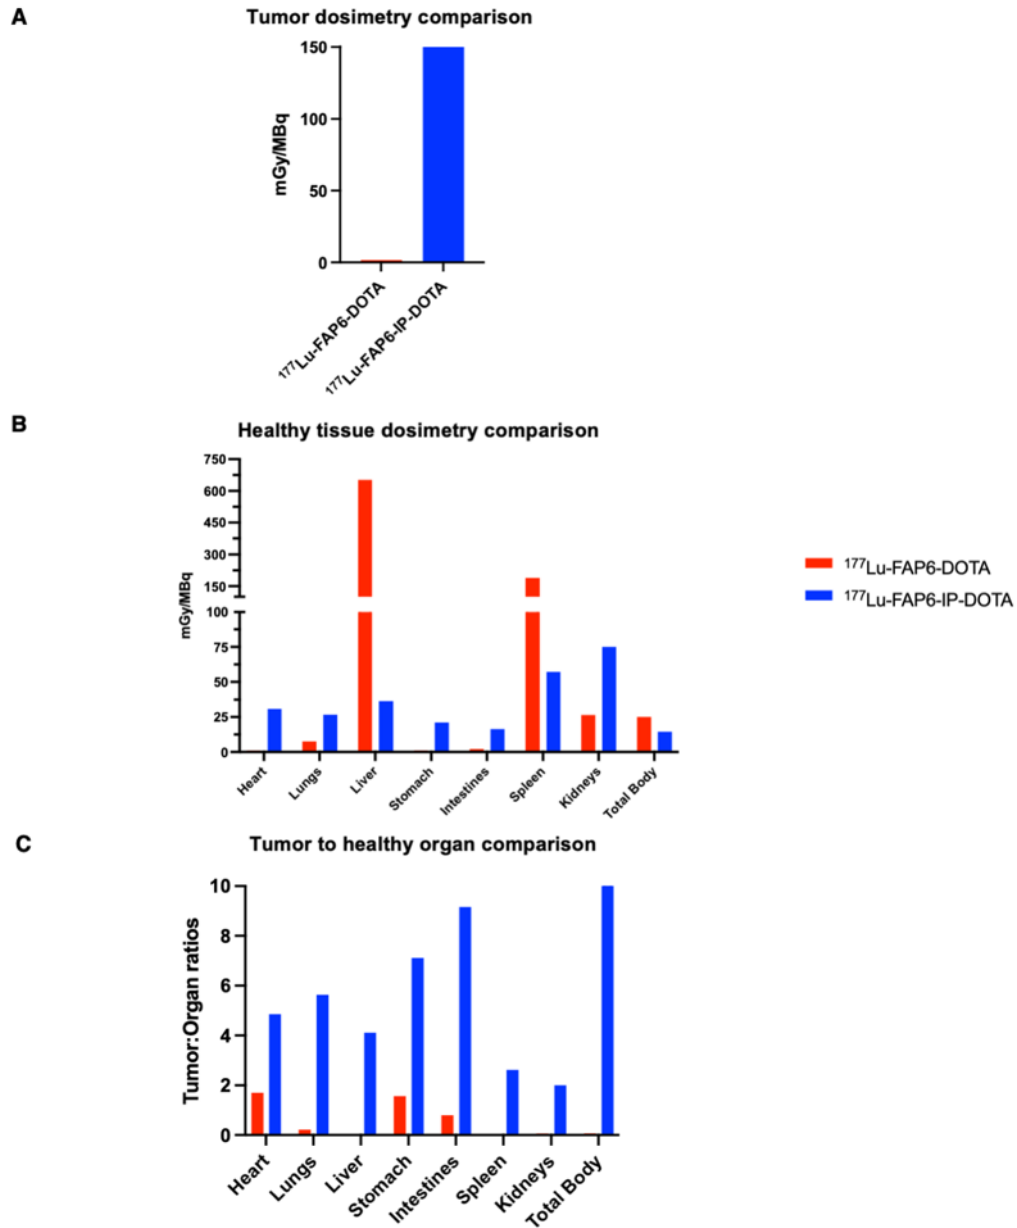 A
Tumor dosimetry comparison
150
100
50
0
mGy/MBq
177Lu-FAP6-DOTA
177Lu-FAP6-IP-DOTA
B
Healthy tissue dosimetry comparison
750
600
450
300
150
100
75
50
25
0
mGy/MBq
Heart
Lungs
Liver
Stomach
Intestines
Spleen
Kidneys
Total Body
177Lu-FAP6-DOTA
177Lu-FAP6-IP-DOTA
C
Tumor to healthy organ comparison
10
8
6
4
2
0
Tumor:Organ ratios
Heart
Lungs
Liver
Stomach
Intestines
Spleen
Kidneys
Total Body